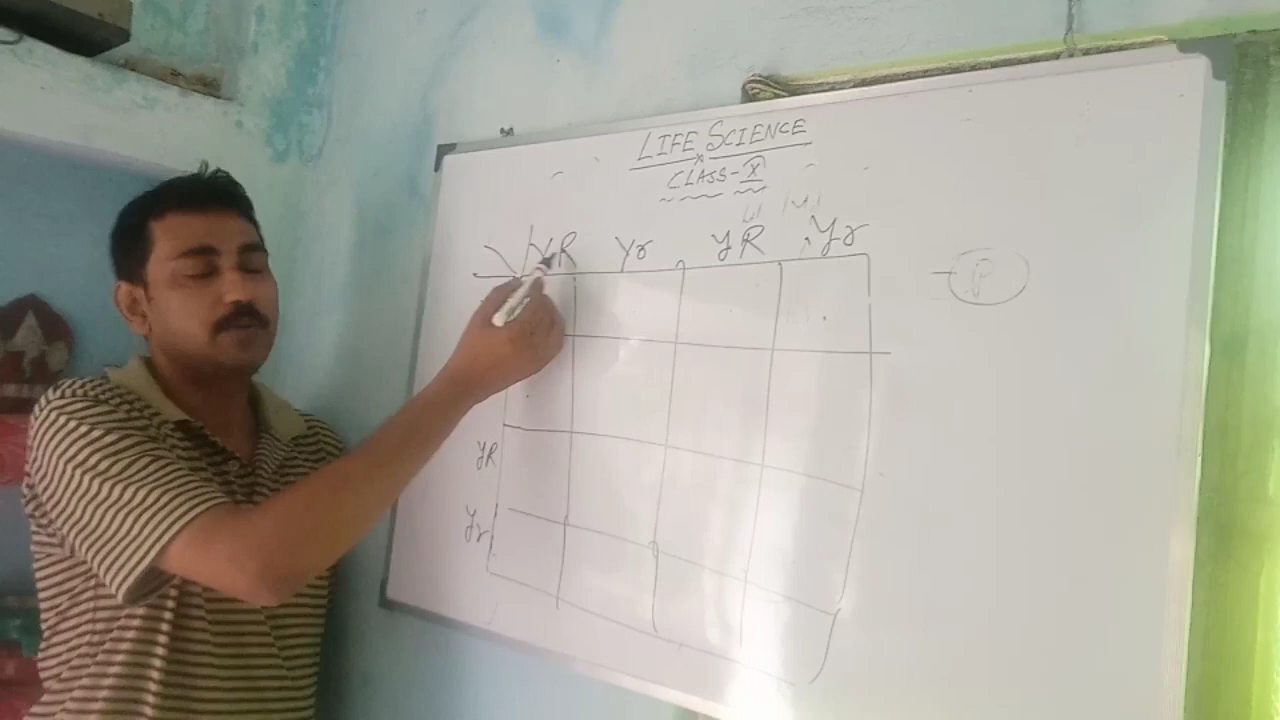 LIFE SCIENCE
CLASS-X
YR Yr yR yr
P
yR
yr